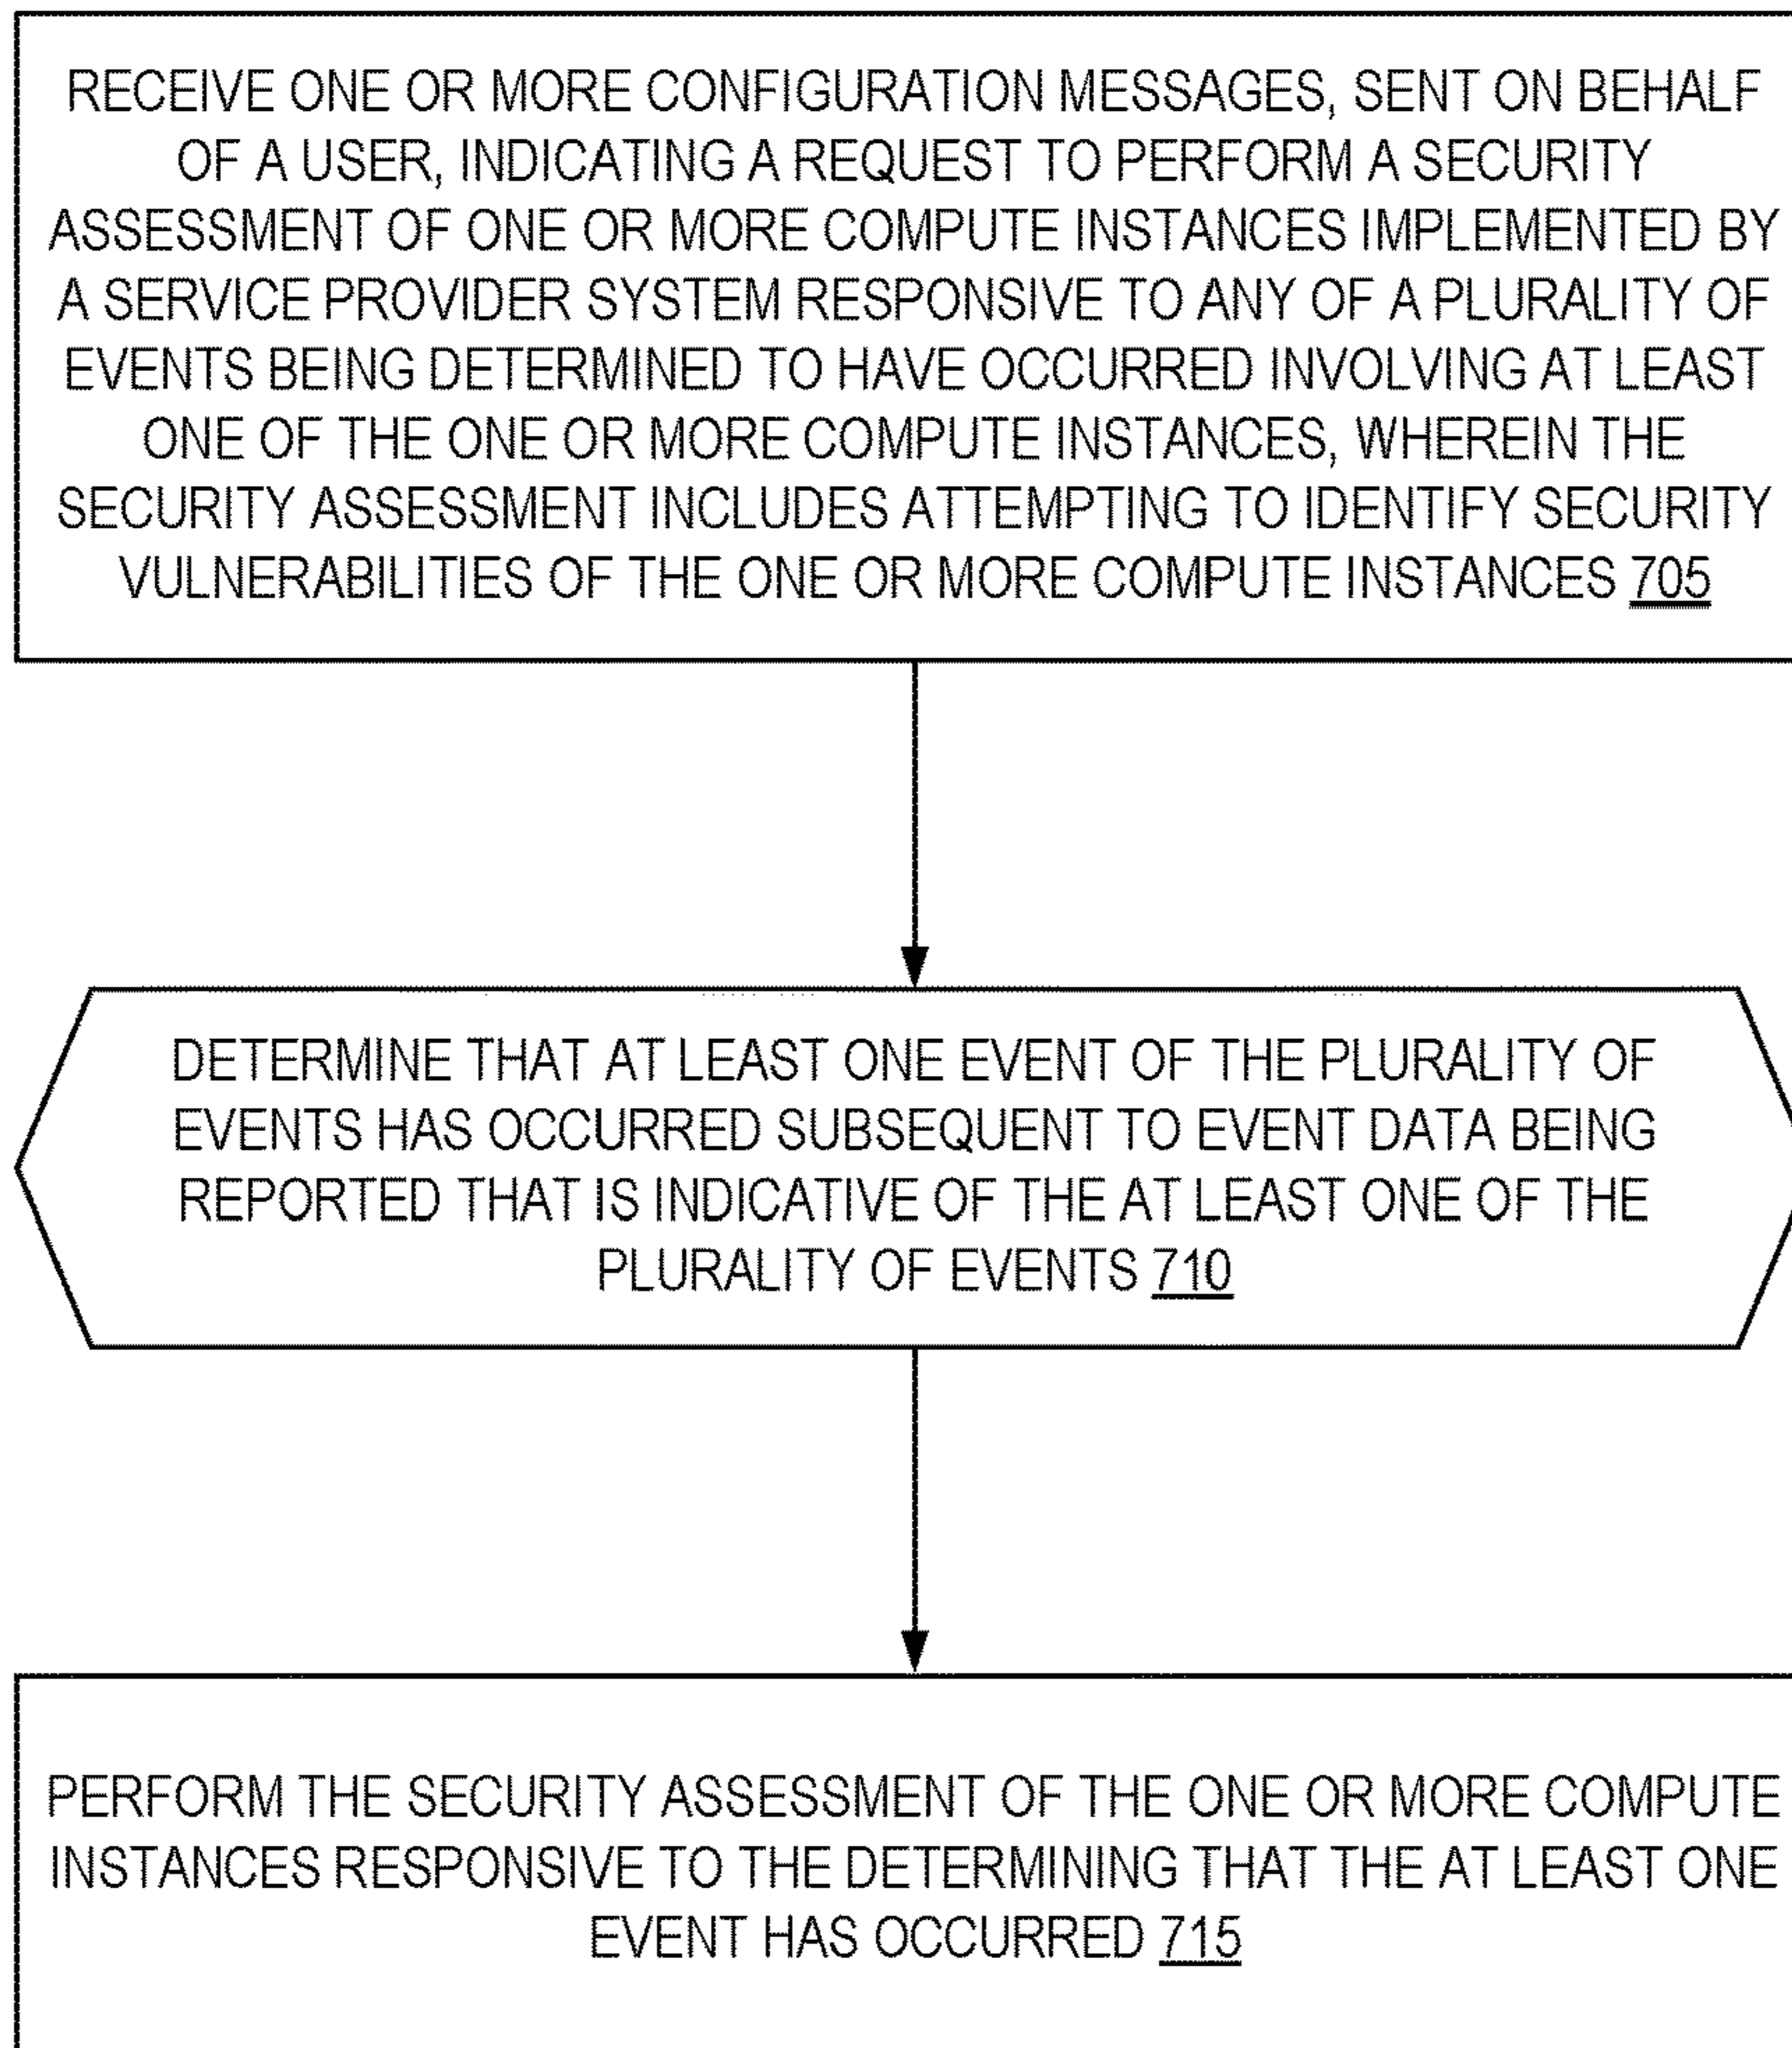 RECEIVE ONE OR MORE CONFIGURATION MESSAGES, SENT ON BEHALF
OF A USER, INDICATING A REQUEST TO PERFORM A SECURITY
ASSESSMENT OF ONE OR MORE COMPUTE INSTANCES IMPLEMENTED BY
A SERVICE PROVIDER SYSTEM RESPONSIVE TO ANY OF A PLURALITY OF
EVENTS BEING DETERMINED TO HAVE OCCURRED INVOLVING AT LEAST
ONE OF THE ONE OR MORE COMPUTE INSTANCES, WHEREIN THE
SECURITY ASSESSMENT INCLUDES ATTEMPTING TO IDENTIFY SECURITY
VULNERABILITIES OF THE ONE OR MORE COMPUTE INSTANCES 705
DETERMINE THAT AT LEAST ONE EVENT OF THE PLURALITY OF
EVENTS HAS OCCURRED SUBSEQUENT TO EVENT DATA BEING
REPORTED THAT IS INDICATIVE OF THE AT LEAST ONE OF THE
PLURALITY OF EVENTS 710
PERFORM THE SECURITY ASSESSMENT OF THE ONE OR MORE COMPUTE
INSTANCES RESPONSIVE TO THE DETERMINING THAT THE AT LEAST ONE
EVENT HAS OCCURRED 715